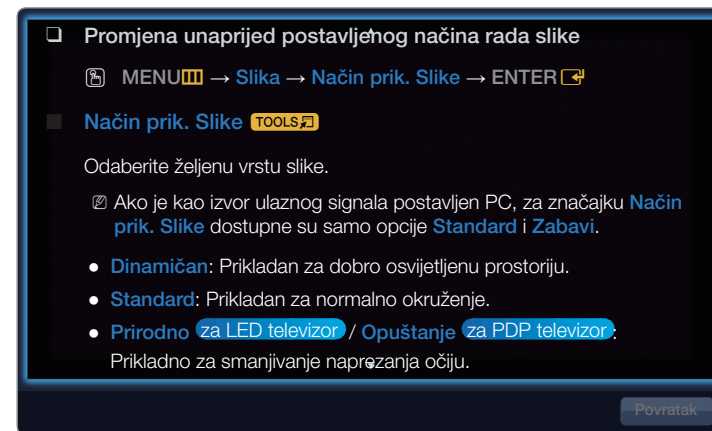 ❑ Promjena unaprijed postavljenog načina rada slike
MENU → Slika → Način prik. Slike → ENTER
■ Način prik. Slike TOOLS
Odaberite željenu vrstu slike.
Ako je kao izvor ulaznog signala postavljen PC, za značajku Način
prik. Slike dostupne su samo opcije Standard i Zabavi.
● Dinamičan: Prikladan za dobro osvijetljenu prostoriju.
● Standard: Prikladan za normalno okruženje.
● Prirodno za LED televizor / Opuštanje za PDP televizor:
Prikladno za smanjivanje naprezanja očiju.
Povratak